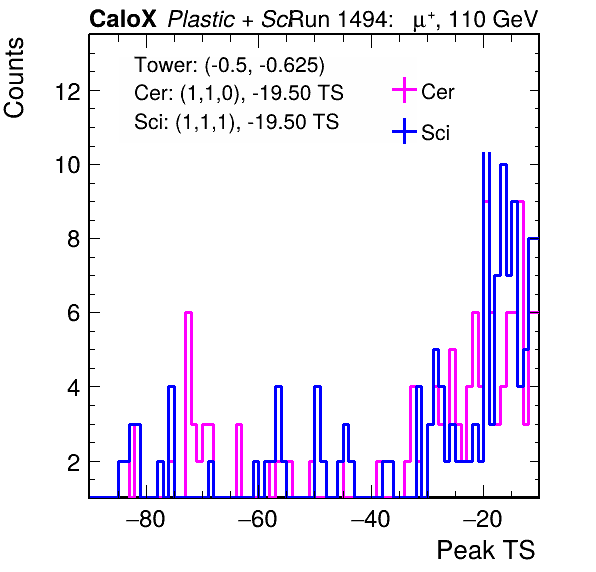 CaloX Plastic + SciRun 1494: μ⁺, 110 GeV
Counts
Tower: (-0.5, -0.625)
Cer: (1,1,0), -19.50 TS
Sci: (1,1,1), -19.50 TS
Cer
Sci
12
10
8
6
4
2
−80 −60 −40 −20
Peak TS